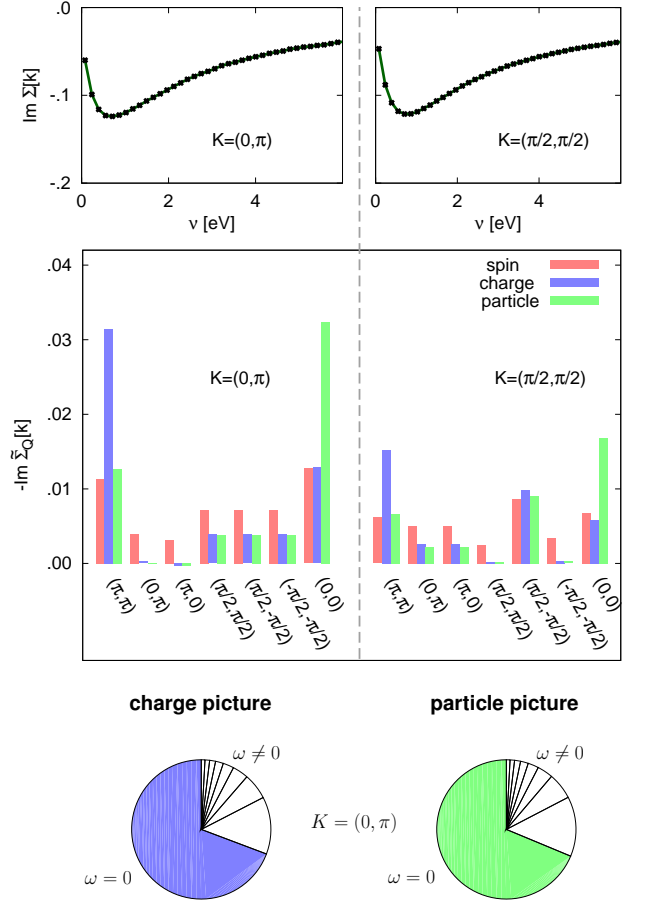 .0
-.1
-.2
Im Σ[k]
K=(0,π)
K=(π/2,π/2)
0 2 4
0 2 4
ν [eV]
ν [eV]
.04
.03
.02
.01
.00
-Im Σ̃Q[k]
spin
charge
particle
K=(0,π)
K=(π/2,π/2)
(π,π)
(0,π)
(π,0)
(π/2,π/2)
(π/2,-π/2)
(-π/2,-π/2)
(0,0)
(π,π)
(0,π)
(π,0)
(π/2,π/2)
(π/2,-π/2)
(-π/2,-π/2)
(0,0)
charge picture
particle picture
ω ≠ 0
ω ≠ 0
K = (0, π)
ω = 0
ω = 0